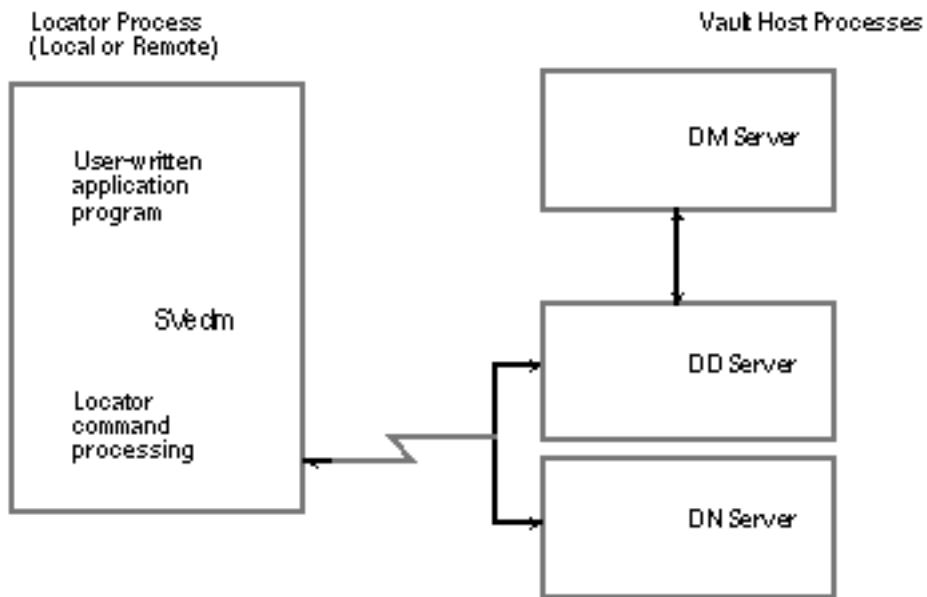 Locator Process
(Local or Remote)
Vault Host Processes
User-written
application
program
SVedm
Locator
command
processing
DM Server
DD Server
DN Server